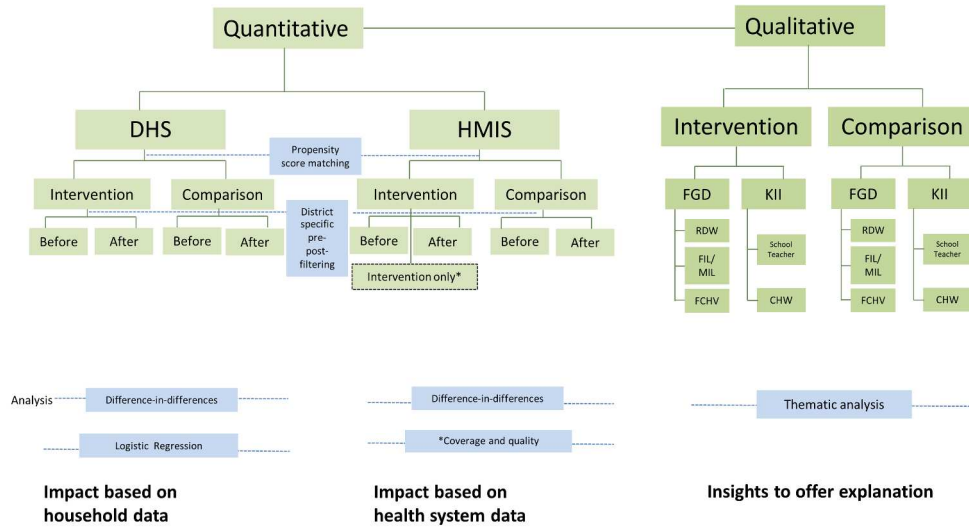 Quantitative
Qualitative
DHS
HMIS
Intervention
Comparison
Propensity
score matching
Intervention
Comparison
Intervention
Comparison
FGD
KII
FGD
KII
District
specific
pre-
post-
filtering
Before
After
Before
After
Before
After
Before
After
RDW
School
Teacher
RDW
School
Teacher
Intervention only*
FIL/
MIL
FIL/
MIL
FCHV
CHW
FCHV
CHW
Analysis
Difference-in-differences
Difference-in-differences
Thematic analysis
Logistic Regression
*Coverage and quality
Impact based on
household data
Impact based on
health system data
Insights to offer explanation